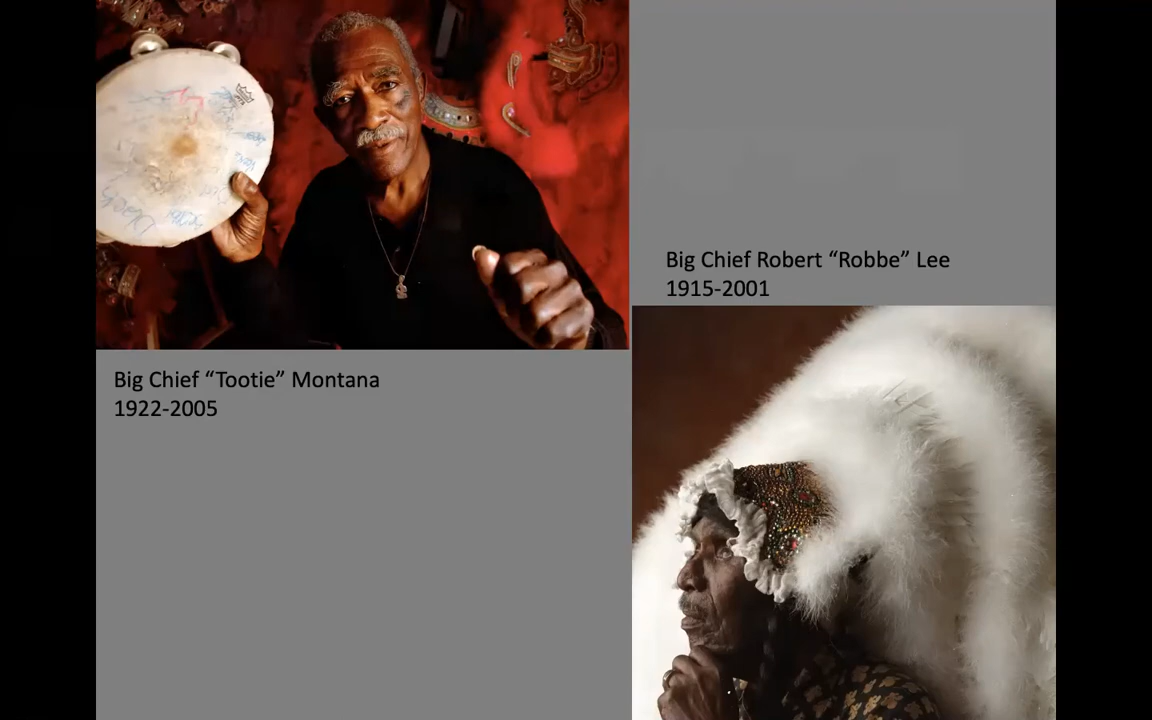 Big Chief Robert “Robbe” Lee
1915-2001
Big Chief “Tootie” Montana
1922-2005